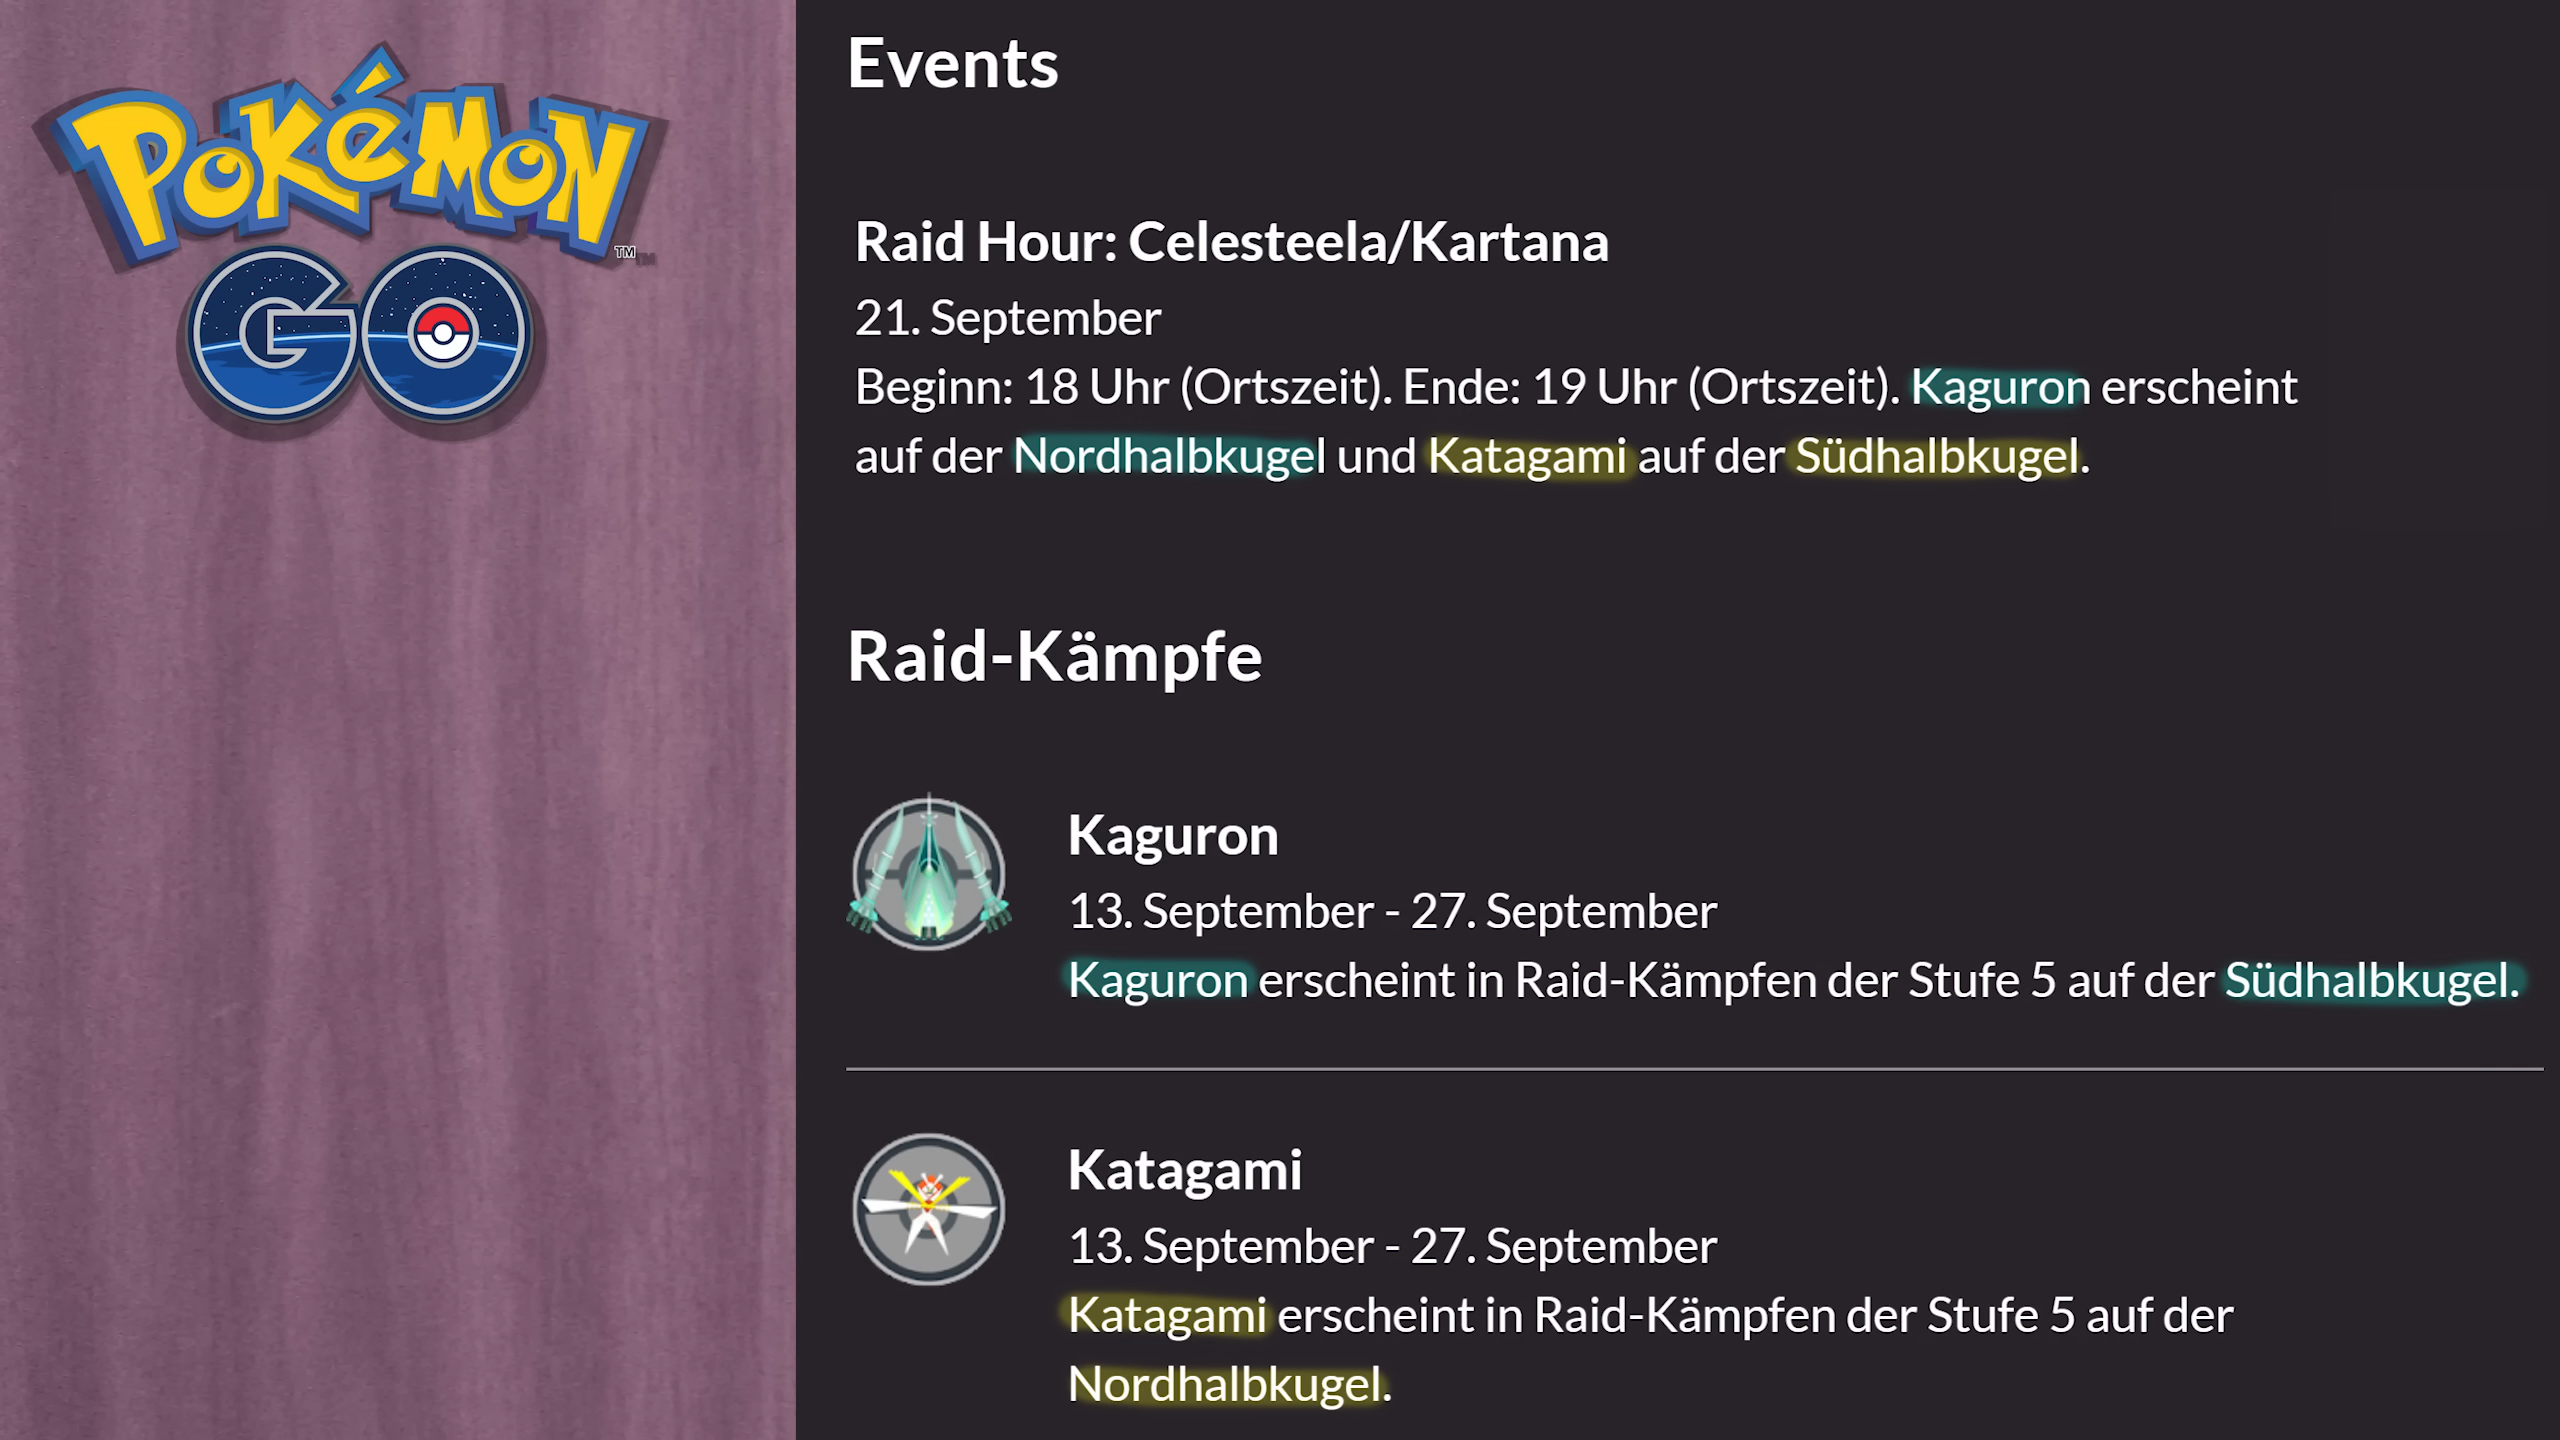 POKéMON
TM
GO
Events
Raid Hour: Celesteela/Kartana
21. September
Beginn: 18 Uhr (Ortszeit). Ende: 19 Uhr (Ortszeit). Kaguron erscheint
auf der Nordhalbkugel und Katagami auf der Südhalbkugel.
Raid-Kämpfe
Kaguron
13. September - 27. September
Kaguron erscheint in Raid-Kämpfen der Stufe 5 auf der Südhalbkugel.
Katagami
13. September - 27. September
Katagami erscheint in Raid-Kämpfen der Stufe 5 auf der
Nordhalbkugel.